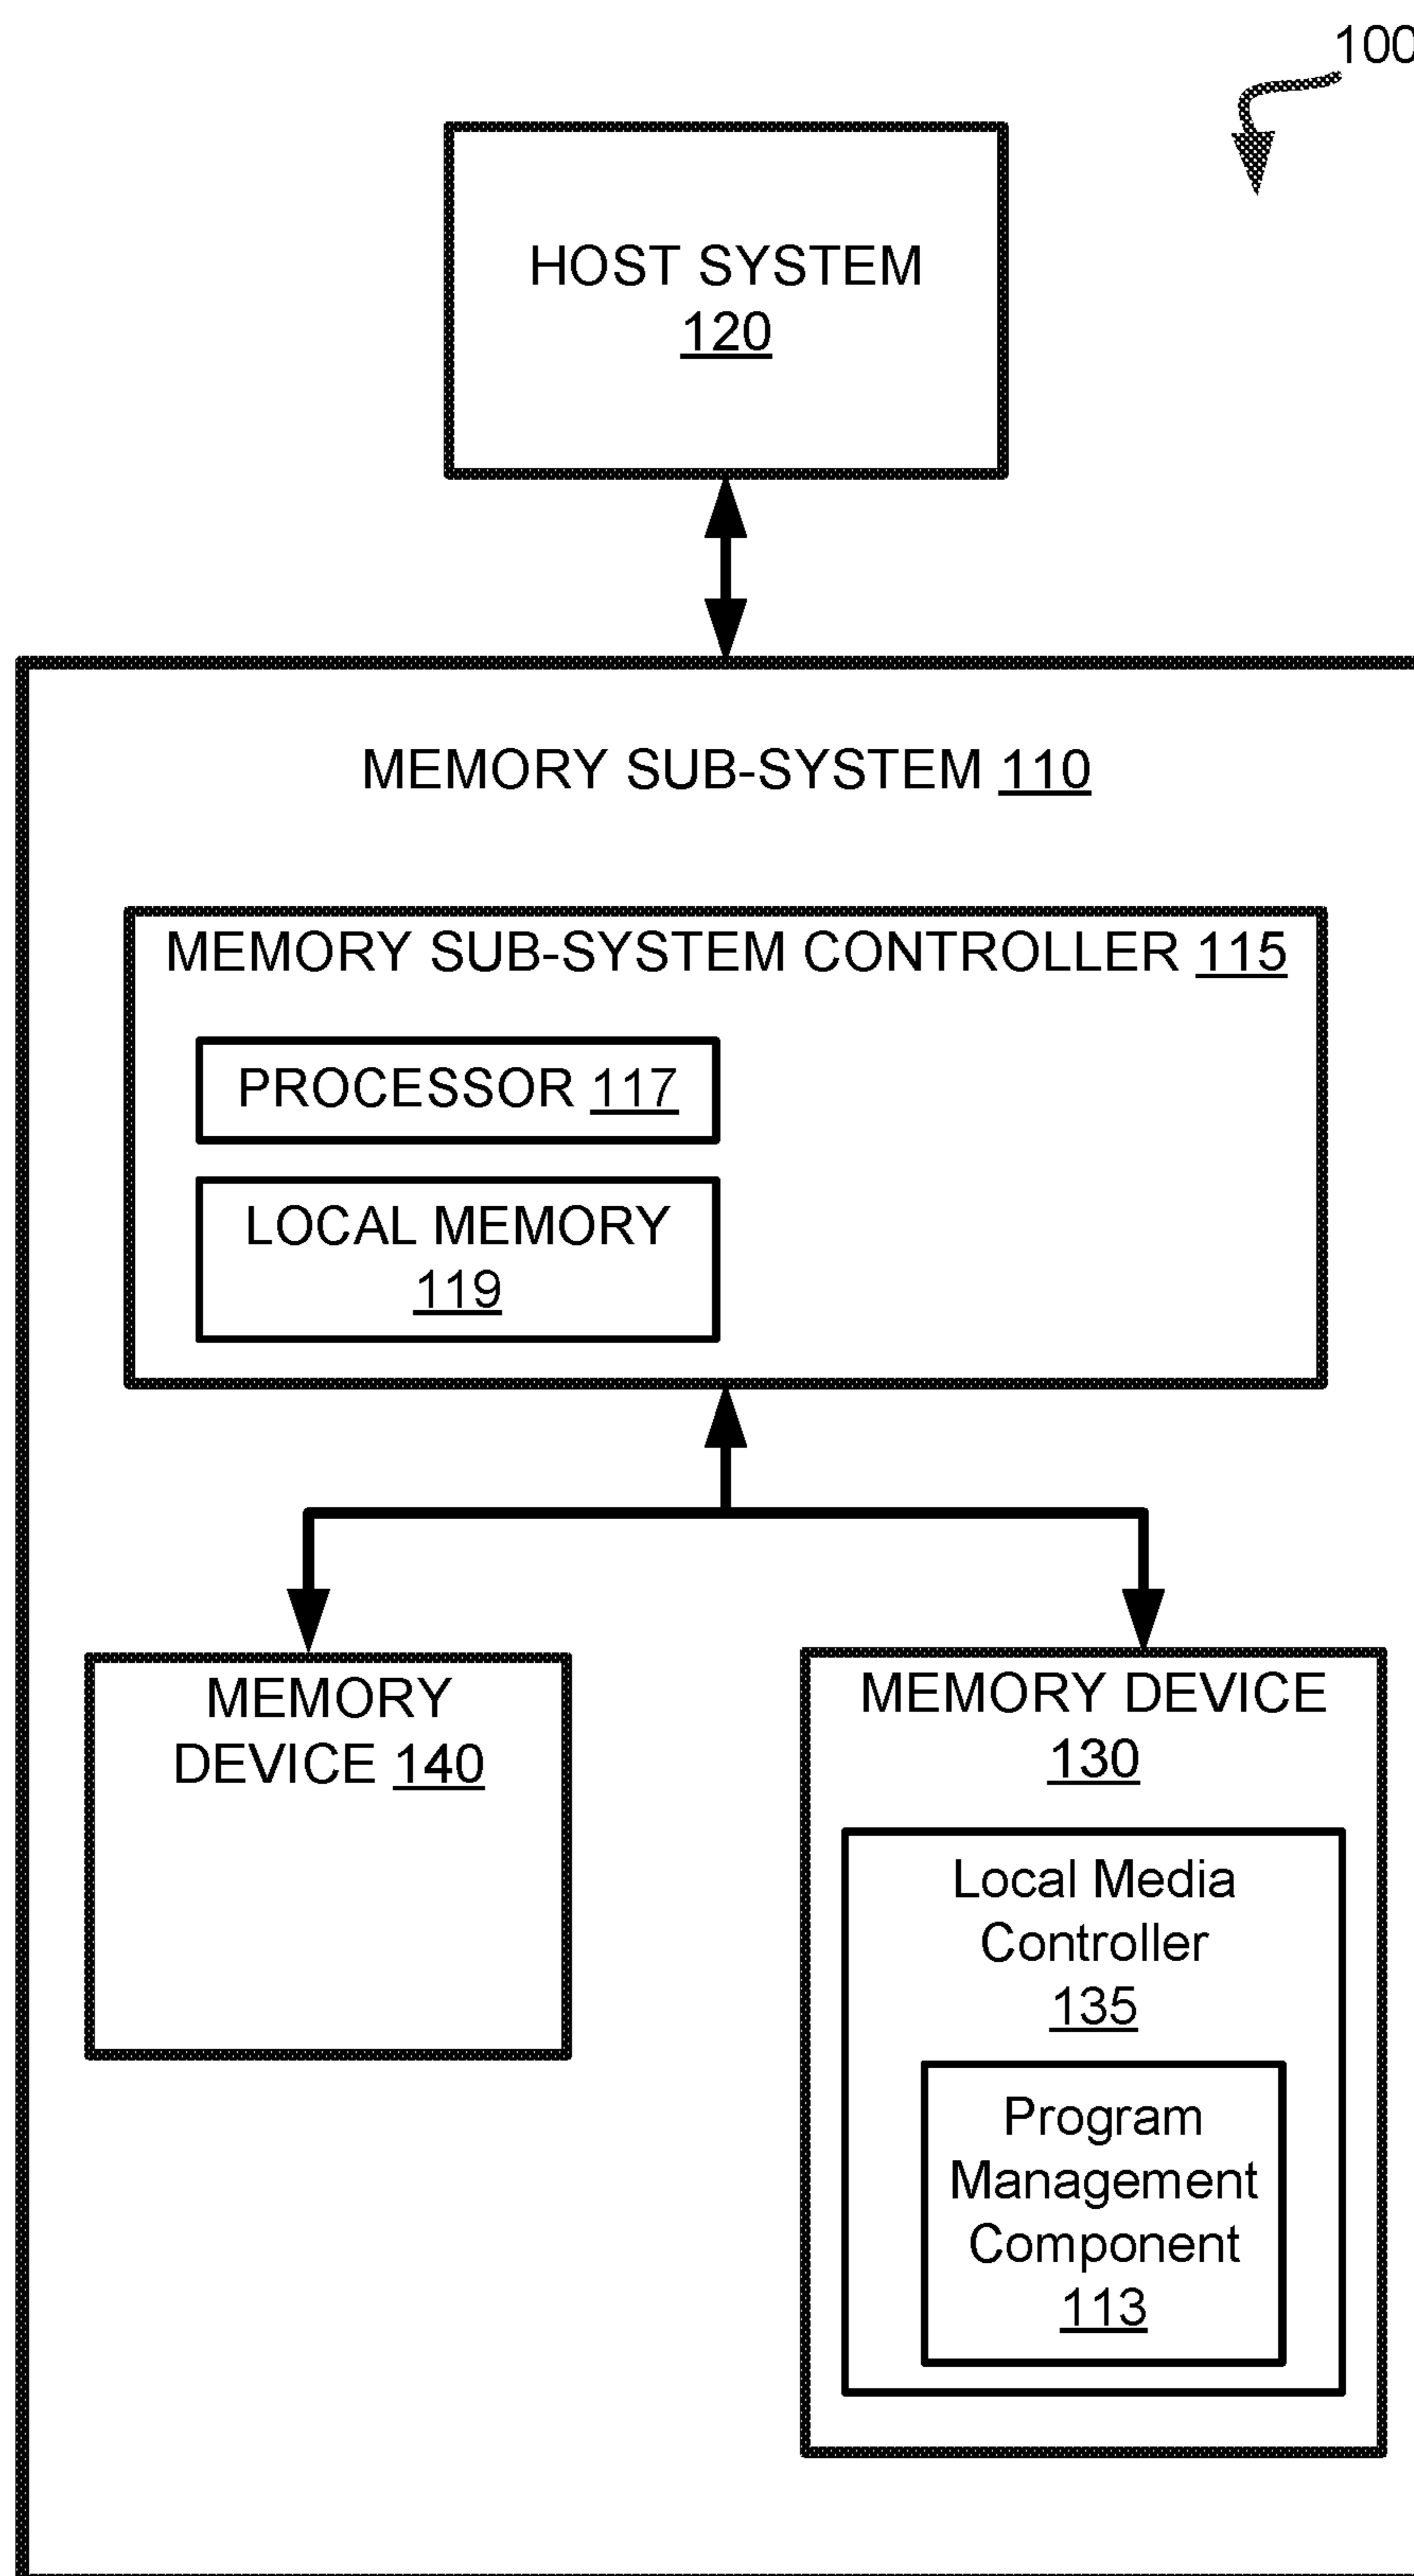 100
HOST SYSTEM
120
MEMORY SUB-SYSTEM 110
MEMORY SUB-SYSTEM CONTROLLER 115
PROCESSOR 117
LOCAL MEMORY
119
MEMORY
DEVICE 140
MEMORY DEVICE
130
Local Media
Controller
135
Program
Management
Component
113